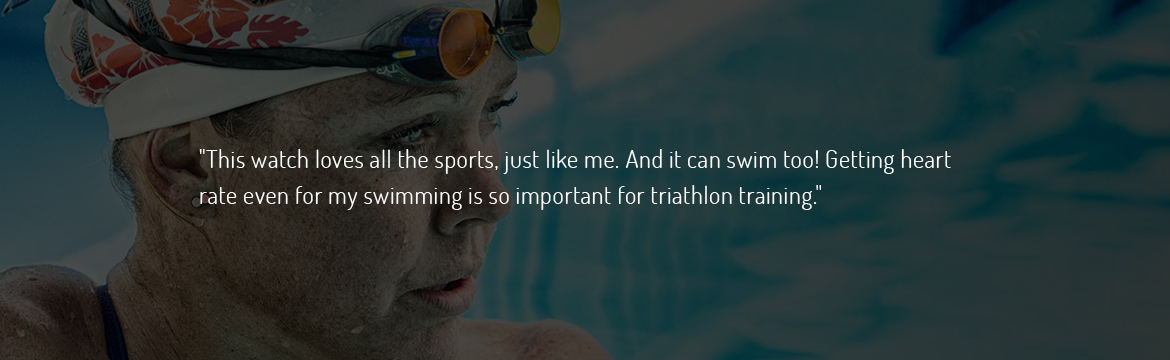 "This watch loves all the sports, just like me. And it can swim too! Getting heart
rate even for my swimming is so important for triathlon training."